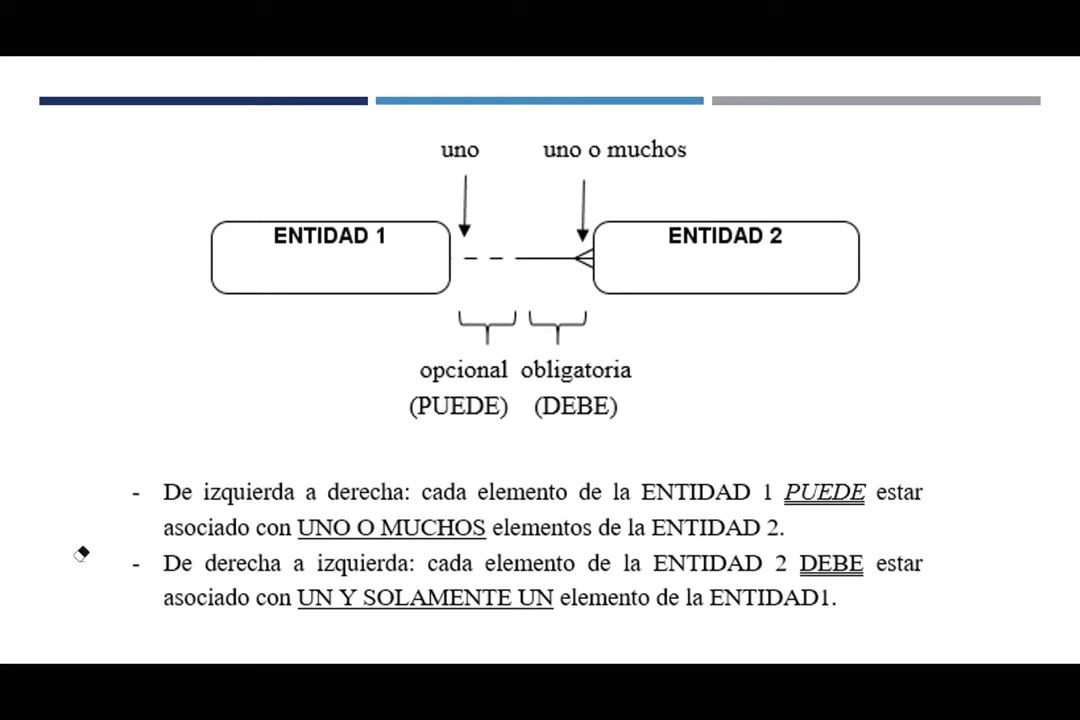 uno uno o muchos
ENTIDAD 1 ENTIDAD 2
opcional obligatoria
(PUEDE) (DEBE)
- De izquierda a derecha: cada elemento de la ENTIDAD 1 PUEDE estar
asociado con UNO O MUCHOS elementos de la ENTIDAD 2.
- De derecha a izquierda: cada elemento de la ENTIDAD 2 DEBE estar
asociado con UN Y SOLAMENTE UN elemento de la ENTIDAD1.